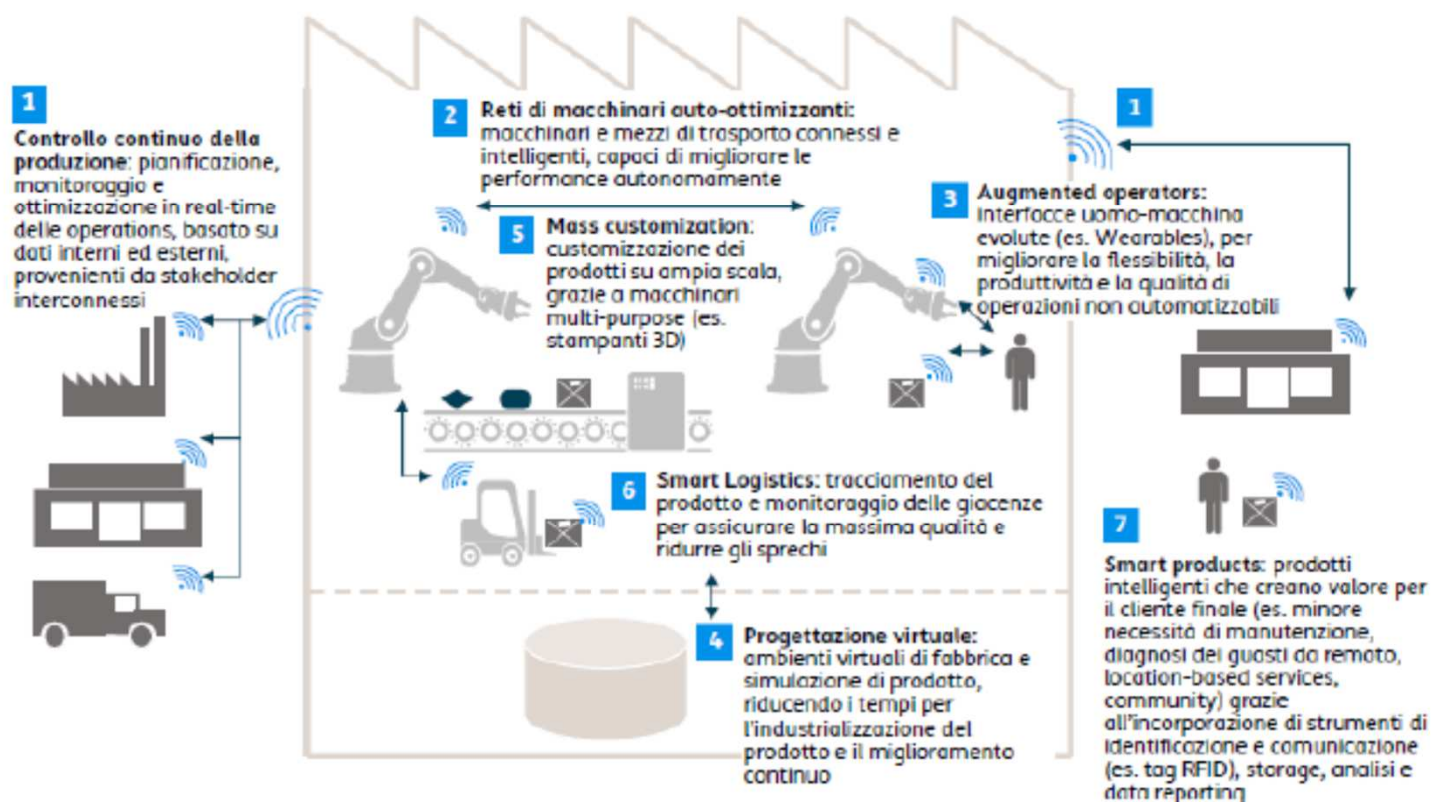 1
Controllo continuo della
produzione: pianificazione,
monitoraggio e
ottimizzazione in real-time
delle operations, basato su
dati interni ed esterni,
provenienti da stakeholder
interconnessi
2
Reti di macchinari auto-ottimizzanti:
macchinari e mezzi di trasporto connessi e
intelligenti, capaci di migliorare le
performance autonomamente
5
Mass customization:
customizzazione dei
prodotti su ampia scala,
grazie a macchinari
multi-purpose (es.
stampanti 3D)
1
3
Augmented operators:
interfacce uomo-macchina
evolute (es. Wearables), per
migliorare la flessibilità, la
produttività e la qualità di
operazioni non automatizzabili
6
Smart Logistics: tracciamento del
prodotto e monitoraggio delle giacenze
per assicurare la massima qualità e
ridurre gli sprechi
4
Progettazione virtuale:
ambienti virtuali di fabbrica e
simulazione di prodotto,
riducendo i tempi per
l'industrializzazione del
prodotto e il miglioramento
continuo
7
Smart products: prodotti
intelligenti che creano valore per
il cliente finale (es. minore
necessità di manutenzione,
diagnosi dei guasti da remoto,
location-based services,
community) grazie
all'incorporazione di strumenti di
identificazione e comunicazione
(es. tag RFID), storage, analisi e
data reporting